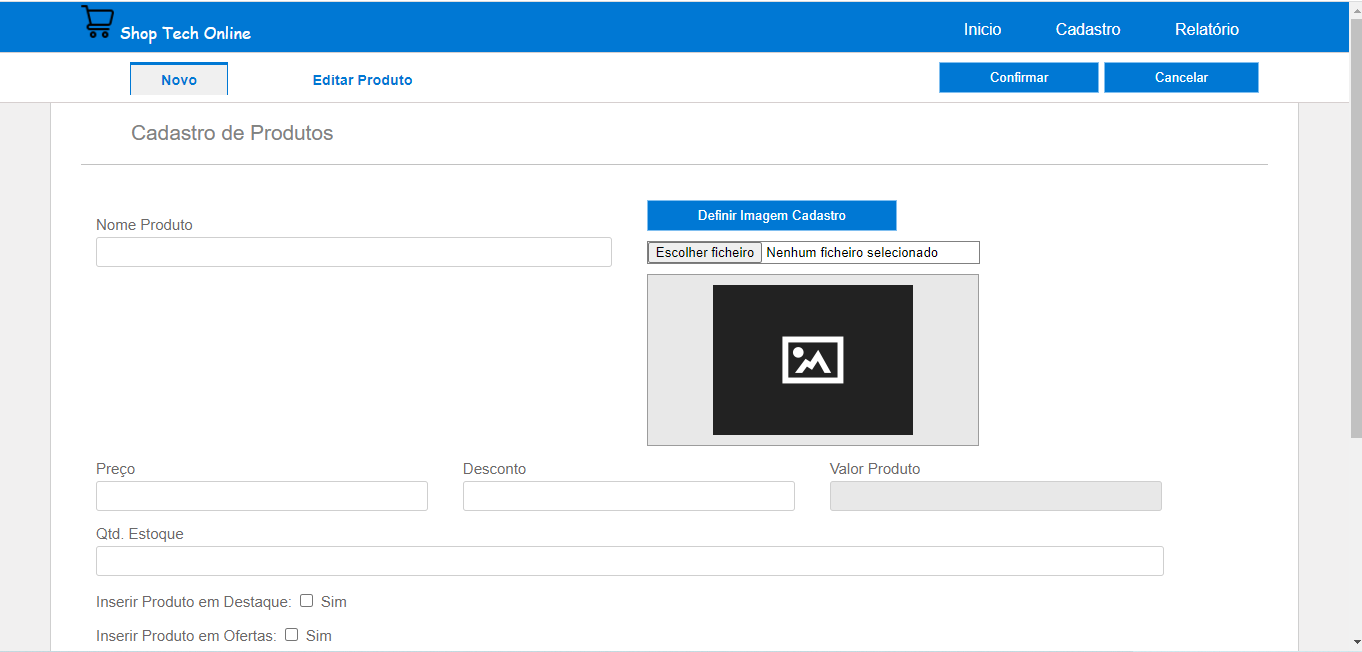 Shop Tech Online
Inicio Cadastro Relatório
Novo Editar Produto Confirmar Cancelar
Cadastro de Produtos
Definir Imagem Cadastro
Nome Produto
Escolher ficheiro Nenhum ficheiro selecionado
Preço Desconto Valor Produto
Qtd. Estoque
Inserir Produto em Destaque: Sim
Inserir Produto em Ofertas: Sim